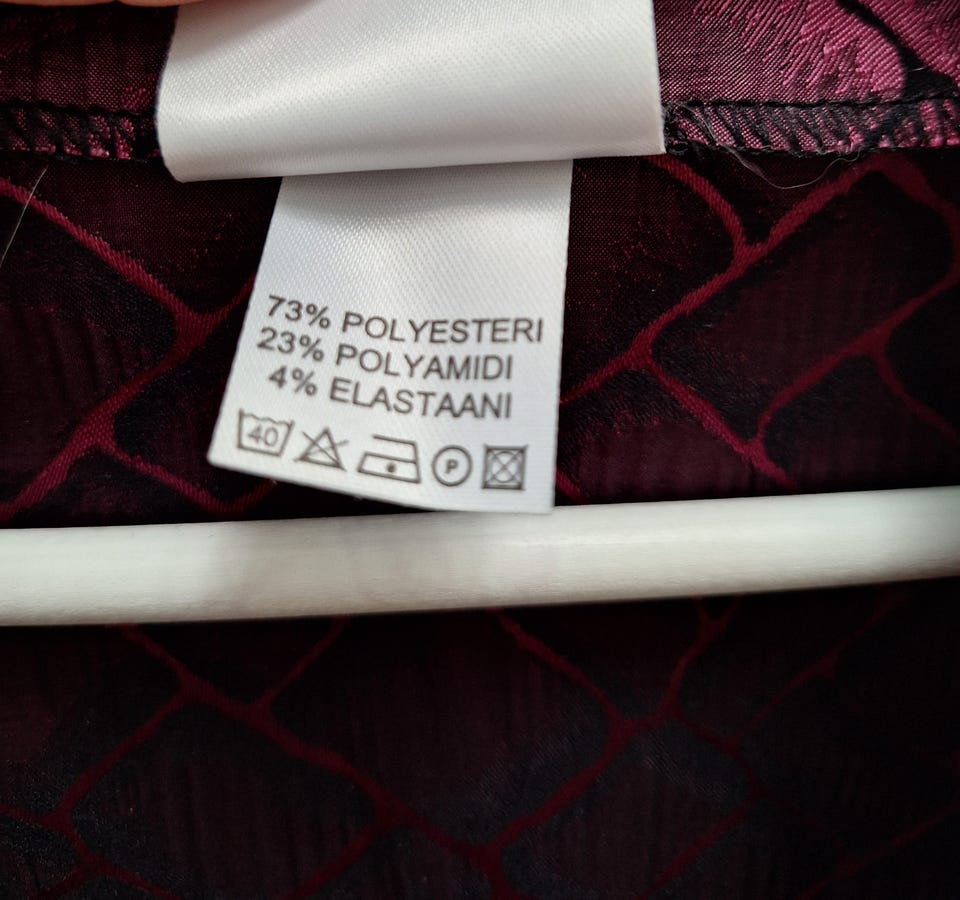 73% POLYESTERI
23% POLYAMIDI
4% ELASTAANI
40 P